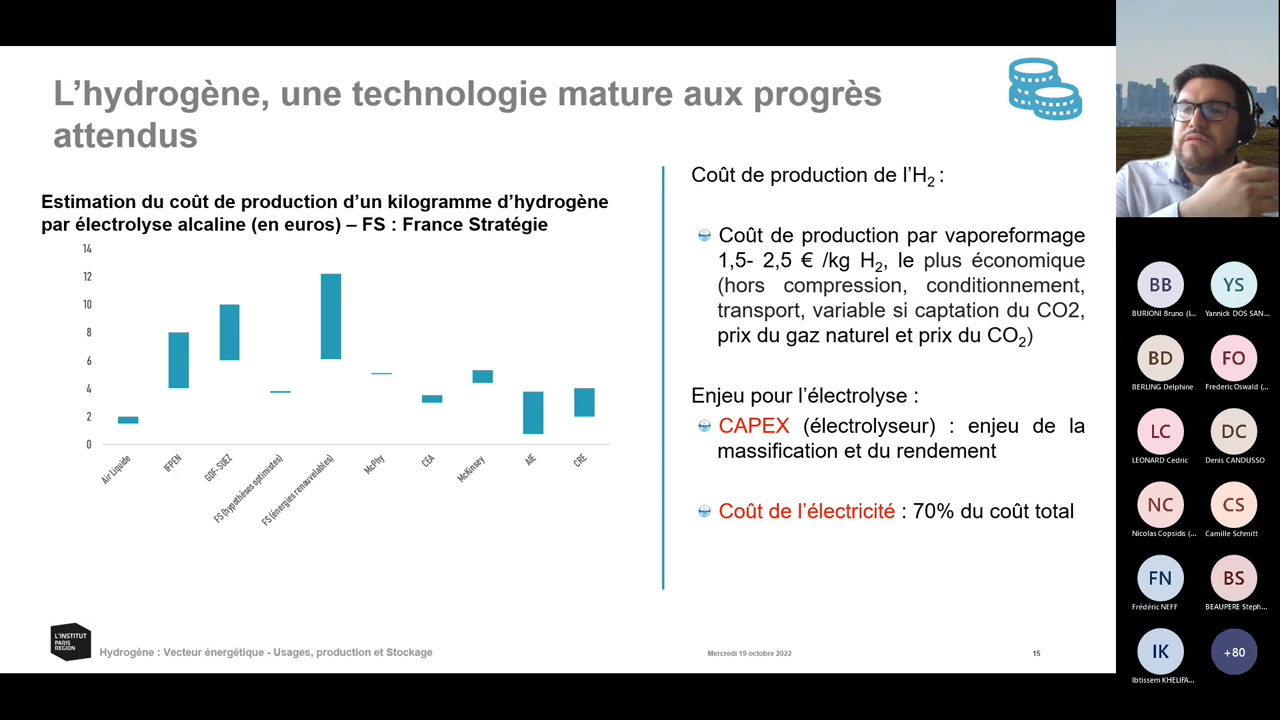 L'hydrogène, une technologie mature aux progrès
attendus
Estimation du coût de production d'un kilogramme d'hydrogène
par électrolyse alcaline (en euros) – FS : France Stratégie
14
12
10
8
6
4
2
0
Air Liquide
IFPEN
GDF-SUEZ
FS (hypothèses optimistes)
FS (énergies renouvelables)
McPhy
CEA
McKinsey
AIE
CRE
Coût de production de l'H2 :
Coût de production par vaporeformage
1,5- 2,5 € /kg H2, le plus économique
(hors compression, conditionnement,
transport, variable si captation du CO2,
prix du gaz naturel et prix du CO2)
Enjeu pour l'électrolyse :
CAPEX (électrolyseur) : enjeu de la
massification et du rendement
Coût de l'électricité : 70% du coût total
L'INSTITUT
PARIS
REGION
Hydrogène : Vecteur énergétique - Usages, production et Stockage
Mercredi 19 octobre 2022
15
BB
YS
BURIONI Bruno (L...
Yannick DOS SAN...
BD
FO
BERLING Delphine
Frederic Oswald (...
LC
DC
LEONARD Cedric
Denis CANDUSSO
NC
CS
Nicolas Copsidis (...
Camille Schmitt
FN
BS
Frédéric NEFF
BEAUPERE Steph...
IK
+80
Ibtissem KHELIFA...